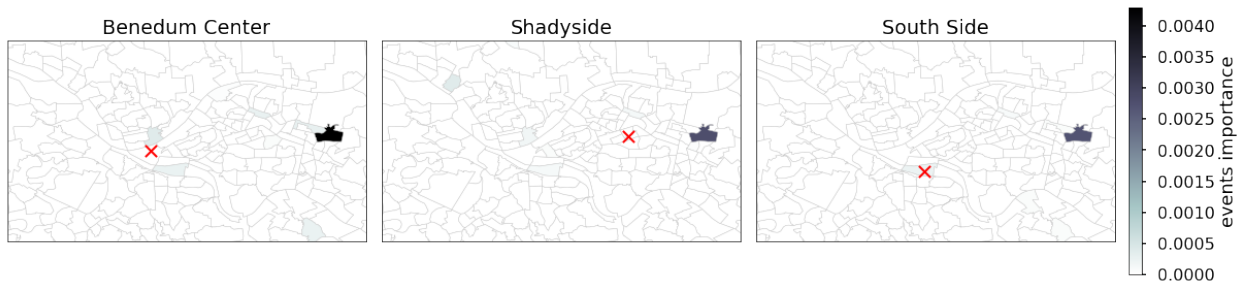 Benedum Center
Shadyside
South Side
0.0040
0.0035
0.0030
0.0025
0.0020
0.0015
0.0010
0.0005
0.0000
events importance